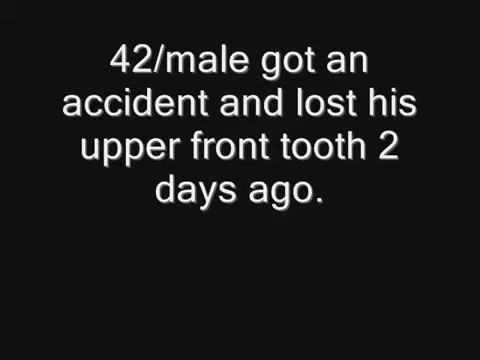 42/male got an
accident and lost his
upper front tooth 2
days ago.